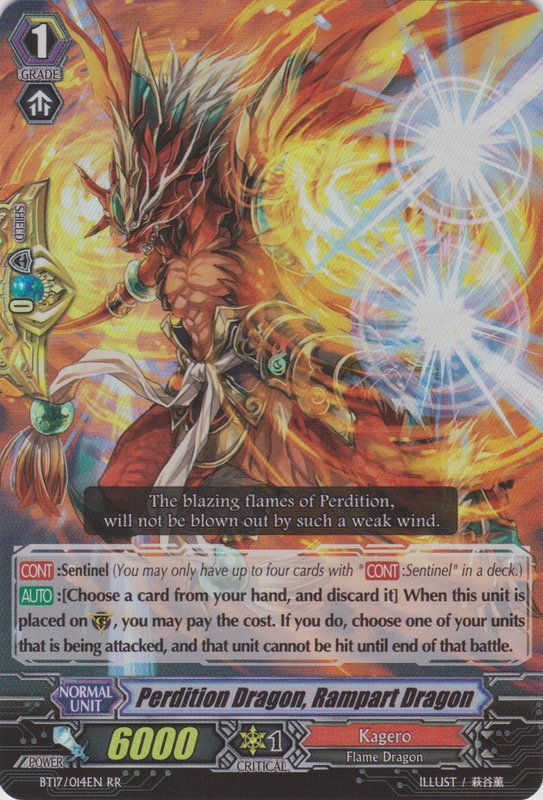 1
GRADE
SHIELD
0
The blazing flames of Perdition,
will not be blown out by such a weak wind.
CONT :Sentinel (You may only have up to four cards with "CONT :Sentinel" in a deck.)
AUTO :[Choose a card from your hand, and discard it] When this unit is
placed on G, you may pay the cost. If you do, choose one of your units
that is being attacked, and that unit cannot be hit until end of that battle.
NORMAL
UNIT
Perdition Dragon, Rampart Dragon
POWER
6000
1
CRITICAL
Kagero
Flame Dragon
BT17/014EN RR
ILLUST / 萩谷薫